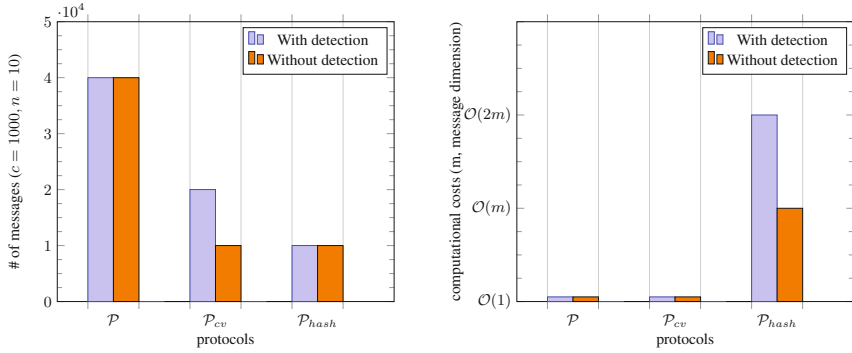 ·10⁴
5
4
3
2
1
0
# of messages (c = 1000, n = 10)
With detection
Without detection
𝒫
𝒫cv
𝒫hash
protocols
computational costs (m, message dimension)
𝒪(2m)
𝒪(m)
𝒪(1)
With detection
Without detection
𝒫
𝒫cv
𝒫hash
protocols